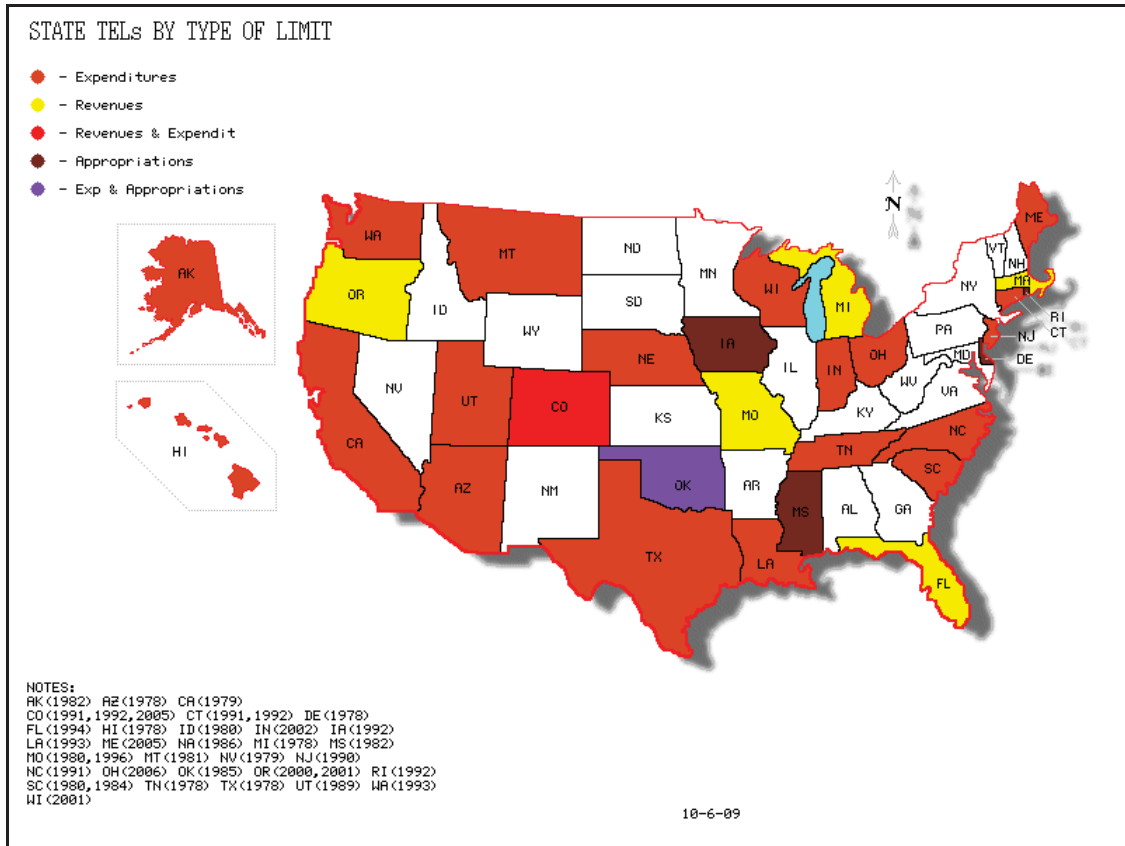 STATE TELs BY TYPE OF LIMIT
- Expenditures
- Revenues
- Revenues & Expendit
- Appropriations
- Exp & Appropriations
N
AK
HI
WA
MT
ND
MN
ME
OR
ID
SD
WI
MI
VT
NH
NY
MA
WY
RI
CT
NJ
PA
DE
MD
NE
IA
IL
IN
OH
WV
VA
NV
UT
CO
KS
MO
KY
CA
AZ
NM
OK
AR
TN
NC
SC
MS
AL
GA
TX
LA
FL
NOTES:
AK(1982) AZ(1978) CA(1979)
CO(1991,1992,2005) CT(1991,1992) DE(1978)
FL(1994) HI(1978) ID(1980) IN(2002) IA(1992)
LA(1993) ME(2005) NA(1986) MI(1978) MS(1982)
MO(1980,1996) MT(1981) NV(1979) NJ(1990)
NC(1991) OH(2006) OK(1985) OR(2000,2001) RI(1992)
SC(1980,1984) TN(1978) TX(1978) UT(1989) WA(1993)
WI(2001)
10-6-09